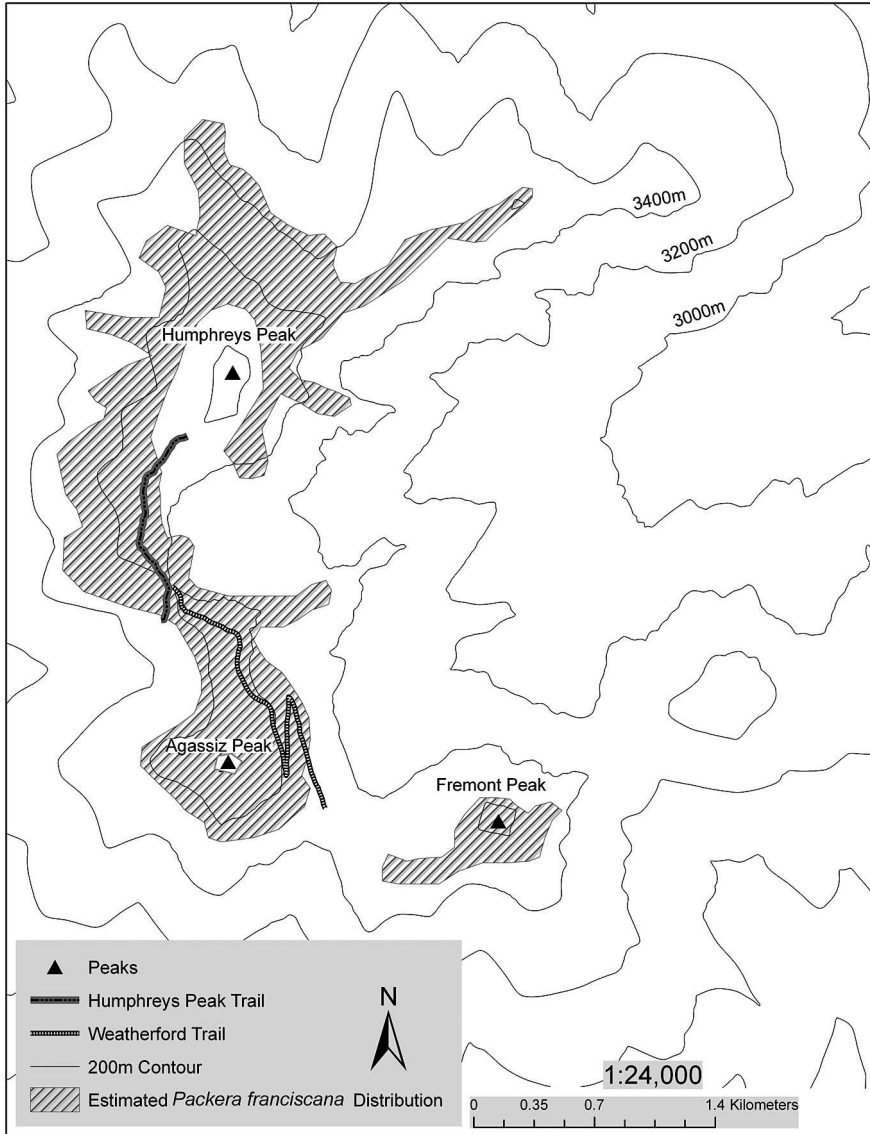 3400m
3200m
3000m
Humphreys Peak
Agassiz Peak
Fremont Peak
Peaks
Humphreys Peak Trail
Weatherford Trail
200m Contour
Estimated Packera franciscana Distribution
N
1:24,000
0 0.35 0.7 1.4 Kilometers